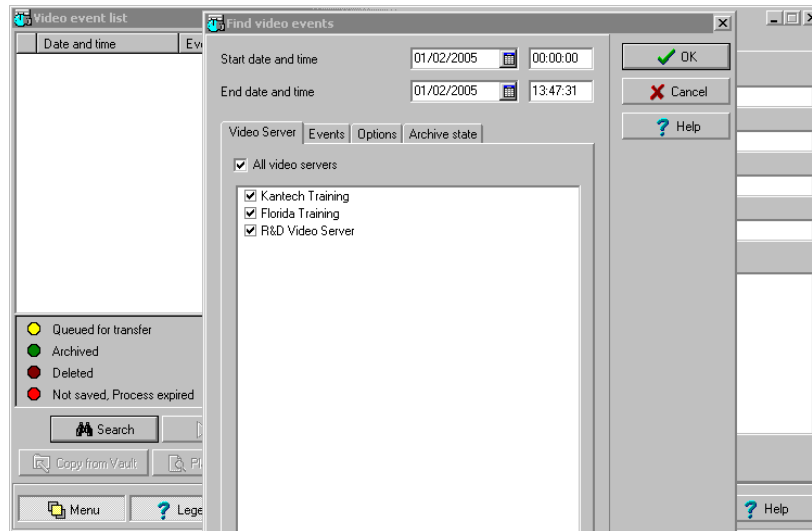 Video event list
Date and time
Find video events
Start date and time 01/02/2005 00:00:00
End date and time 01/02/2005 13:47:31
OK
Cancel
Help
Video Server Events Options Archive state
All video servers
Kantech Training
Florida Training
R&D Video Server
Queued for transfer
Archived
Deleted
Not saved, Process expired
Search
Copy from Vault
Menu
Help